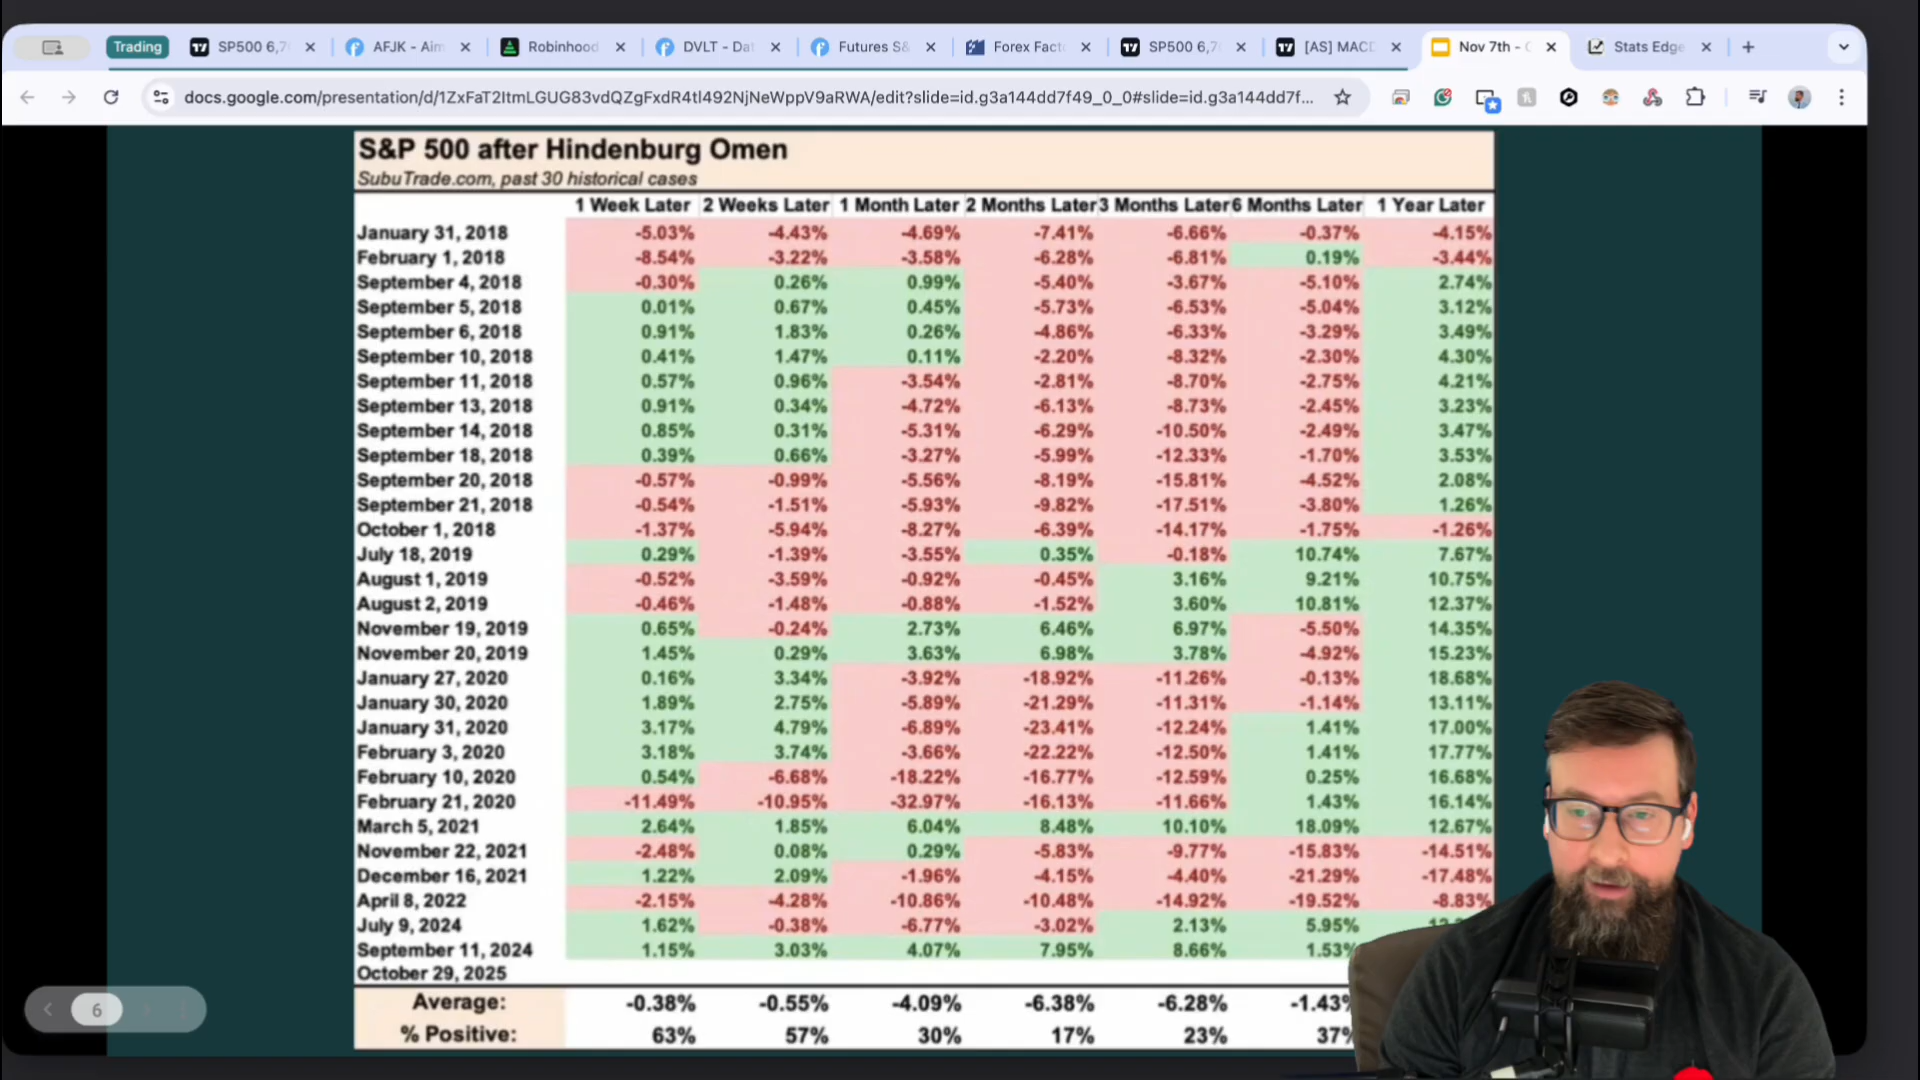 Trading
SP500 6,7
AFJK - Aim
Robinhood
DVLT - Dat
Futures S&
Forex Facto
SP500 6,7
[AS] MACD
Nov 7th -
Stats Edge
docs.google.com/presentation/d/1ZxFaT2ItmLGUG83vdQZgFxdR4tl492NjNeWppV9aRWA/edit?slide=id.g3a144dd7f49_0_0#slide=id.g3a144dd7f...
S&P 500 after Hindenburg Omen
SubuTrade.com, past 30 historical cases
1 Week Later 2 Weeks Later 1 Month Later 2 Months Later 3 Months Later 6 Months Later 1 Year Later
January 31, 2018 -5.03% -4.43% -4.69% -7.41% -6.66% -0.37% -4.15%
February 1, 2018 -8.54% -3.22% -3.58% -6.28% -6.81% 0.19% -3.44%
September 4, 2018 -0.30% 0.26% 0.99% -5.40% -3.67% -5.10% 2.74%
September 5, 2018 0.01% 0.67% 0.45% -5.73% -6.53% -5.04% 3.12%
September 6, 2018 0.91% 1.83% 0.26% -4.86% -6.33% -3.29% 3.49%
September 10, 2018 0.41% 1.47% 0.11% -2.20% -8.32% -2.30% 4.30%
September 11, 2018 0.57% 0.96% -3.54% -2.81% -8.70% -2.75% 4.21%
September 13, 2018 0.91% 0.34% -4.72% -6.13% -8.73% -2.45% 3.23%
September 14, 2018 0.85% 0.31% -5.31% -6.29% -10.50% -2.49% 3.47%
September 18, 2018 0.39% 0.66% -3.27% -5.99% -12.33% -1.70% 3.53%
September 20, 2018 -0.57% -0.99% -5.56% -8.19% -15.81% -4.52% 2.08%
September 21, 2018 -0.54% -1.51% -5.93% -9.82% -17.51% -3.80% 1.26%
October 1, 2018 -1.37% -5.94% -8.27% -6.39% -14.17% -1.75% -1.26%
July 18, 2019 0.29% -1.39% -3.55% 0.35% -0.18% 10.74% 7.67%
August 1, 2019 -0.52% -3.59% -0.92% -0.45% 3.16% 9.21% 10.75%
August 2, 2019 -0.46% -1.48% -0.88% -1.52% 3.60% 10.81% 12.37%
November 19, 2019 0.65% -0.24% 2.73% 6.46% 6.97% -5.50% 14.35%
November 20, 2019 1.45% 0.29% 3.63% 6.98% 3.78% -4.92% 15.23%
January 27, 2020 0.16% 3.34% -3.92% -18.92% -11.26% -0.13% 18.68%
January 30, 2020 1.89% 2.75% -5.89% -21.29% -11.31% -1.14% 13.11%
January 31, 2020 3.17% 4.79% -6.89% -23.41% -12.24% 1.41% 17.00%
February 3, 2020 3.18% 3.74% -3.66% -22.22% -12.50% 1.41% 17.77%
February 10, 2020 0.54% -6.68% -18.22% -16.77% -12.59% 0.25% 16.68%
February 21, 2020 -11.49% -10.95% -32.97% -16.13% -11.66% 1.43% 16.14%
March 5, 2021 2.64% 1.85% 6.04% 8.48% 10.10% 18.09% 12.67%
November 22, 2021 -2.48% 0.08% 0.29% -5.83% -9.77% -15.83% -14.51%
December 16, 2021 1.22% 2.09% -1.96% -4.15% -4.40% -21.29% -17.48%
April 8, 2022 -2.15% -4.28% -10.86% -10.48% -14.92% -19.52% -8.83%
July 9, 2024 1.62% -0.38% -6.77% -3.02% 2.13% 5.95%
September 11, 2024 1.15% 3.03% 4.07% 7.95% 8.66% 1.53%
October 29, 2025
Average: -0.38% -0.55% -4.09% -6.38% -6.28% -1.43%
% Positive: 63% 57% 30% 17% 23% 37%
6